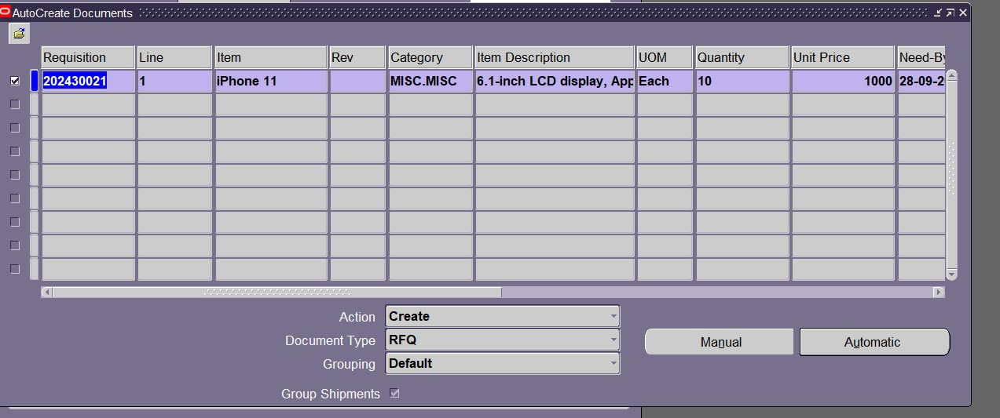 AutoCreate Documents
Requisition Line Item Rev Category Item Description UOM Quantity Unit Price Need-By
202430021 1 iPhone 11 MISC.MISC 6.1-inch LCD display, App Each 10 1000 28-09-2
Action Create
Document Type RFQ
Manual Automatic
Grouping Default
Group Shipments